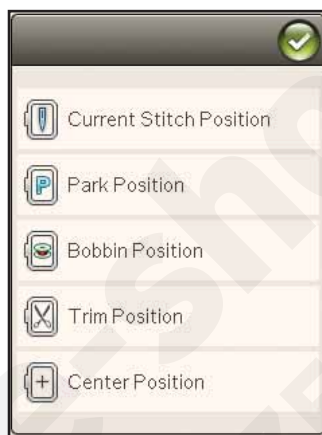 Current Stitch Position
P Park Position
Bobbin Position
Trim Position
Center Position